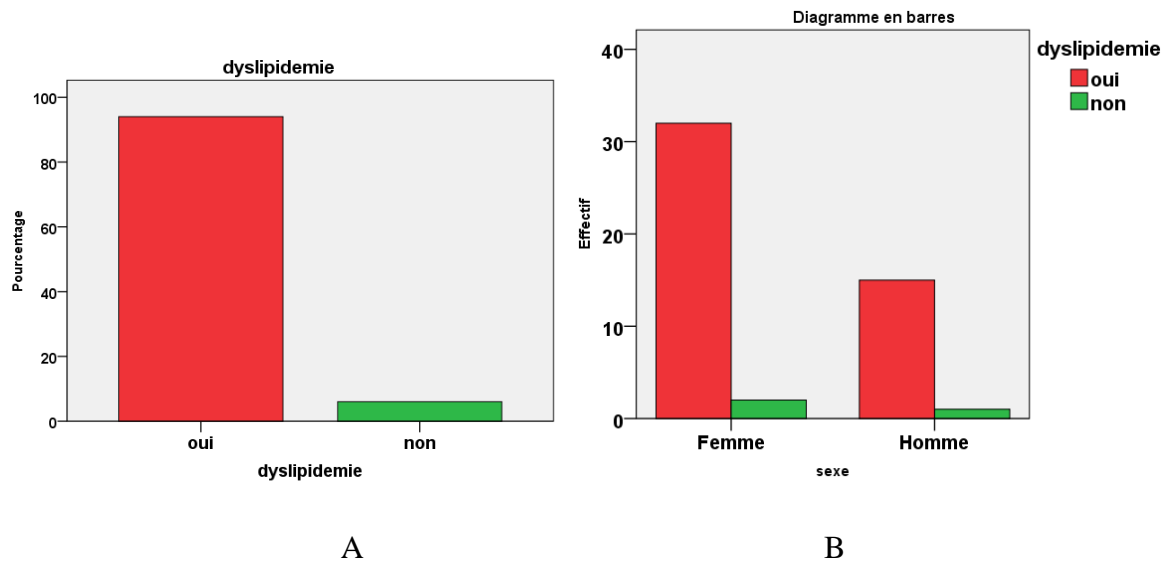 dyslipidemie
100
80
60
40
20
0
Pourcentage
oui non
dyslipidemie
A
Diagramme en barres
40
30
20
10
0
Effectif
Femme Homme
sexe
dyslipidemie
oui
non
B